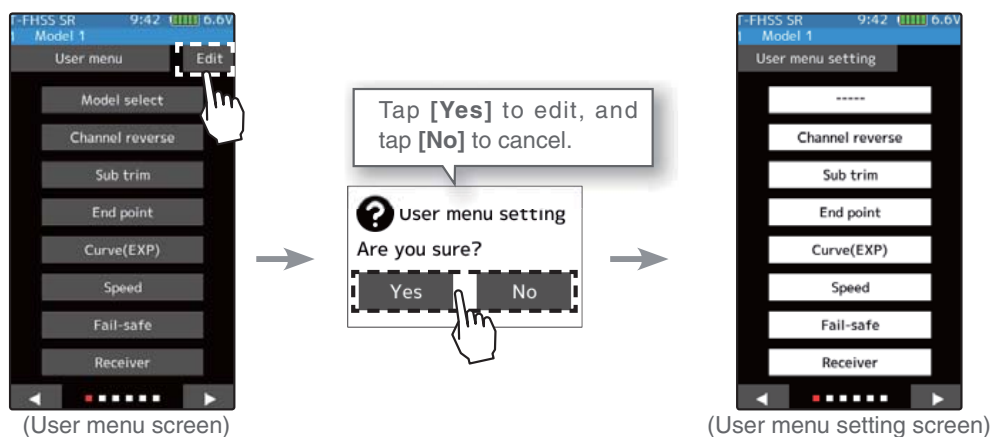 T-FHSS SR 9:42 6.6V
1 Model 1
User menu Edit
Model select
Channel reverse
Sub trim
End point
Curve(EXP)
Speed
Fail-safe
Receiver
(User menu screen)
Tap [Yes] to edit, and
tap [No] to cancel.
? User menu setting
Are you sure?
Yes No
T-FHSS SR 9:42 6.6V
1 Model 1
User menu setting
-----
Channel reverse
Sub trim
End point
Curve(EXP)
Speed
Fail-safe
Receiver
(User menu setting screen)